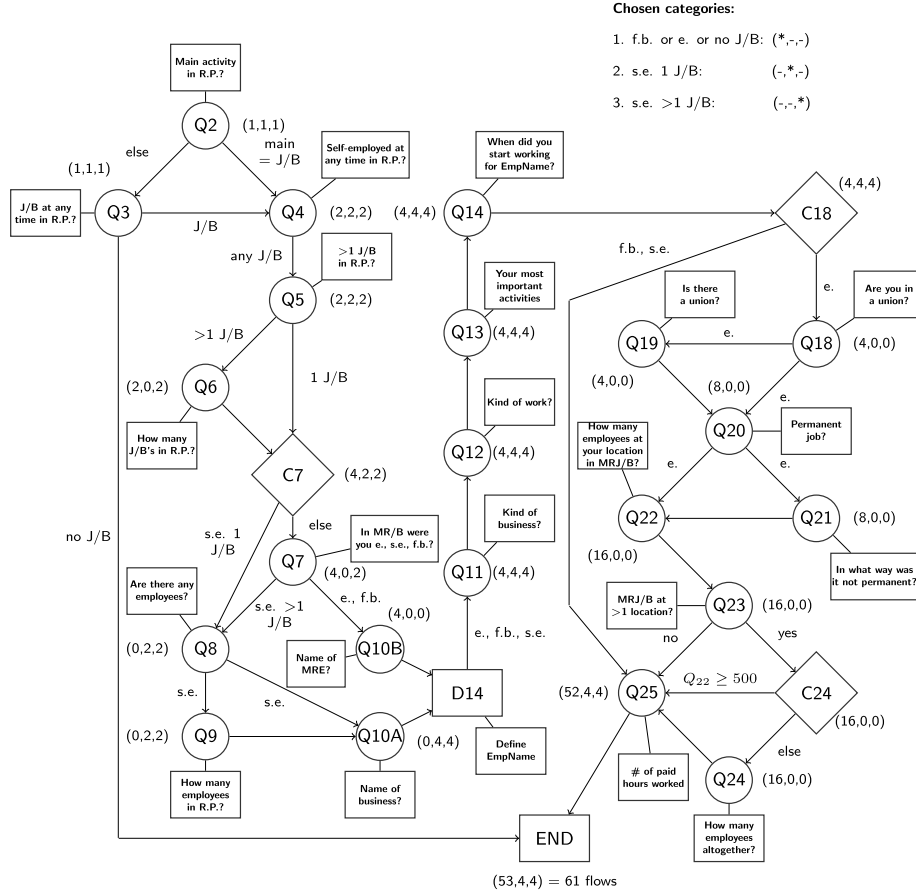 Chosen categories:
1. f.b. or e. or no J/B: (*,-,-)
2. s.e. 1 J/B: (-,*,-)
3. s.e. >1 J/B: (-,-,*)
Main activity
in R.P.?
Q2
(1,1,1)
else
main
= J/B
(1,1,1)
J/B at any
time in R.P.?
Q3
J/B
Self-employed at
any time in R.P.?
Q4
(2,2,2)
any J/B
>1 J/B
in R.P.?
Q5
(2,2,2)
>1 J/B
1 J/B
(2,0,2)
Q6
How many
J/B's in R.P.?
C7
(4,2,2)
no J/B
s.e. 1
J/B
else
In MR/B were
you e., s.e., f.b.?
Q7
(4,0,2)
Are there any
employees?
s.e. >1
J/B
e., f.b.
(4,0,0)
(0,2,2)
Q8
Name of
MRE?
Q10B
s.e.
s.e.
(0,2,2)
Q9
How many
employees
in R.P.?
Q10A
(0,4,4)
Name of
business?
D14
Define
EmpName
e., f.b., s.e.
Q11
(4,4,4)
Kind of
business?
Q12
(4,4,4)
Kind of work?
Q13
(4,4,4)
Your most
important
activities
When did you
start working
for EmpName?
(4,4,4)
Q14
C18
(4,4,4)
f.b., s.e.
e.
Is there
a union?
Are you in
a union?
Q19
e.
Q18
(4,0,0)
(4,0,0)
(8,0,0)
e.
How many
employees at
your location
in MRJ/B?
Q20
Permanent
job?
e.
e.
Q22
(16,0,0)
Q21
(8,0,0)
In what way was
it not permanent?
MRJ/B at
>1 location?
Q23
(16,0,0)
no
yes
(52,4,4)
Q25
Q22 ≥ 500
C24
(16,0,0)
else
# of paid
hours worked
Q24
(16,0,0)
How many
employees
altogether?
END
(53,4,4) = 61 flows